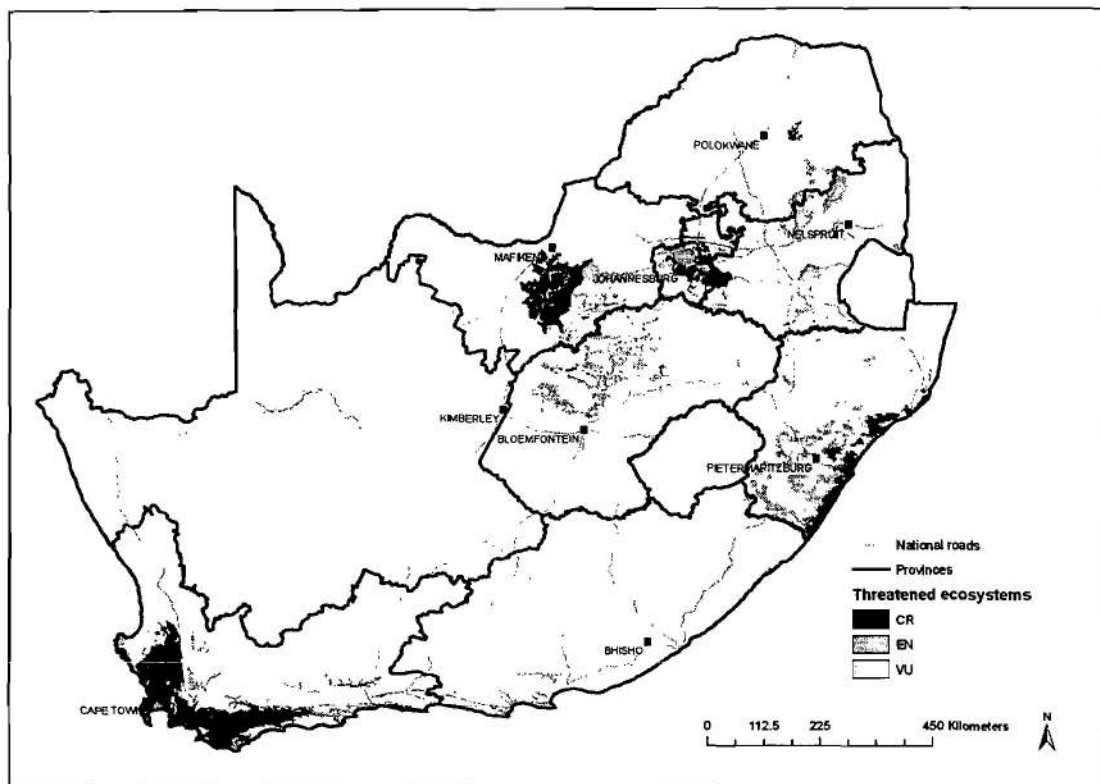 POLOKWANE
NELSPRUIT
MAFIKENG
JOHANNESBURG
KIMBERLEY
BLOEMFONTEIN
PIETERMARITZBURG
National roads
Provinces
Threatened ecosystems
CR
EN
VU
BHISHO
CAPE TOWN
0 112.5 225 450 Kilometers
N